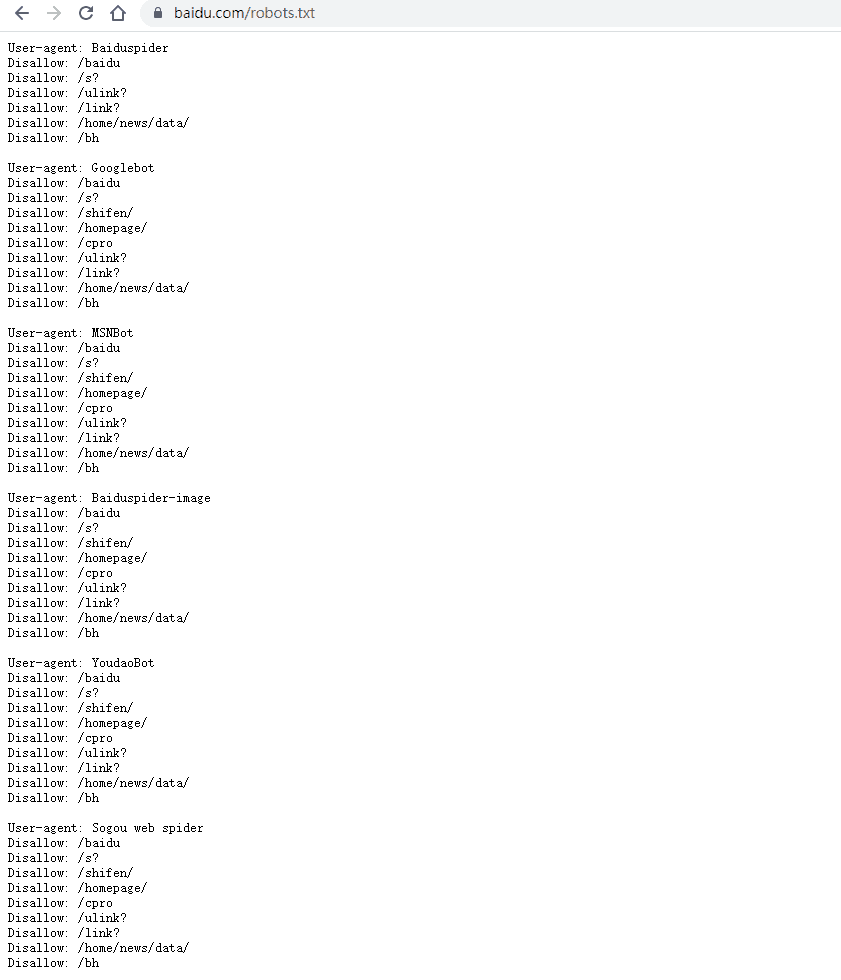 baidu.com/robots.txt
User-agent: Baiduspider
Disallow: /baidu
Disallow: /s?
Disallow: /ulink?
Disallow: /link?
Disallow: /home/news/data/
Disallow: /bh
User-agent: Googlebot
Disallow: /baidu
Disallow: /s?
Disallow: /shifen/
Disallow: /homepage/
Disallow: /cpro
Disallow: /ulink?
Disallow: /link?
Disallow: /home/news/data/
Disallow: /bh
User-agent: MSNBot
Disallow: /baidu
Disallow: /s?
Disallow: /shifen/
Disallow: /homepage/
Disallow: /cpro
Disallow: /ulink?
Disallow: /link?
Disallow: /home/news/data/
Disallow: /bh
User-agent: Baiduspider-image
Disallow: /baidu
Disallow: /s?
Disallow: /shifen/
Disallow: /homepage/
Disallow: /cpro
Disallow: /ulink?
Disallow: /link?
Disallow: /home/news/data/
Disallow: /bh
User-agent: YoudaoBot
Disallow: /baidu
Disallow: /s?
Disallow: /shifen/
Disallow: /homepage/
Disallow: /cpro
Disallow: /ulink?
Disallow: /link?
Disallow: /home/news/data/
Disallow: /bh
User-agent: Sogou web spider
Disallow: /baidu
Disallow: /s?
Disallow: /shifen/
Disallow: /homepage/
Disallow: /cpro
Disallow: /ulink?
Disallow: /link?
Disallow: /home/news/data/
Disallow: /bh